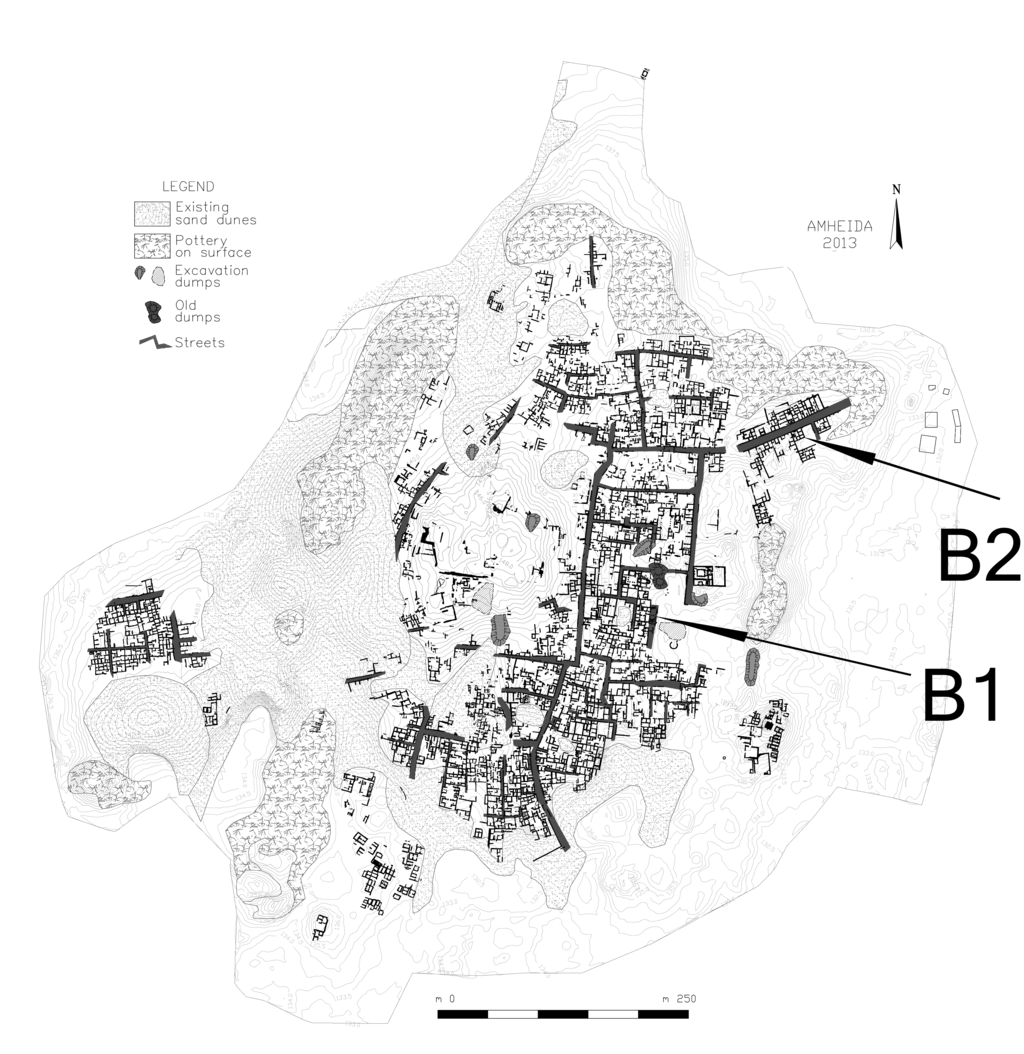 LEGEND
Existing
sand dunes
Pottery
on surface
Excavation
dumps
Old
dumps
Streets
N
AMHEIDA
2013
B2
B1
m 0
m 250